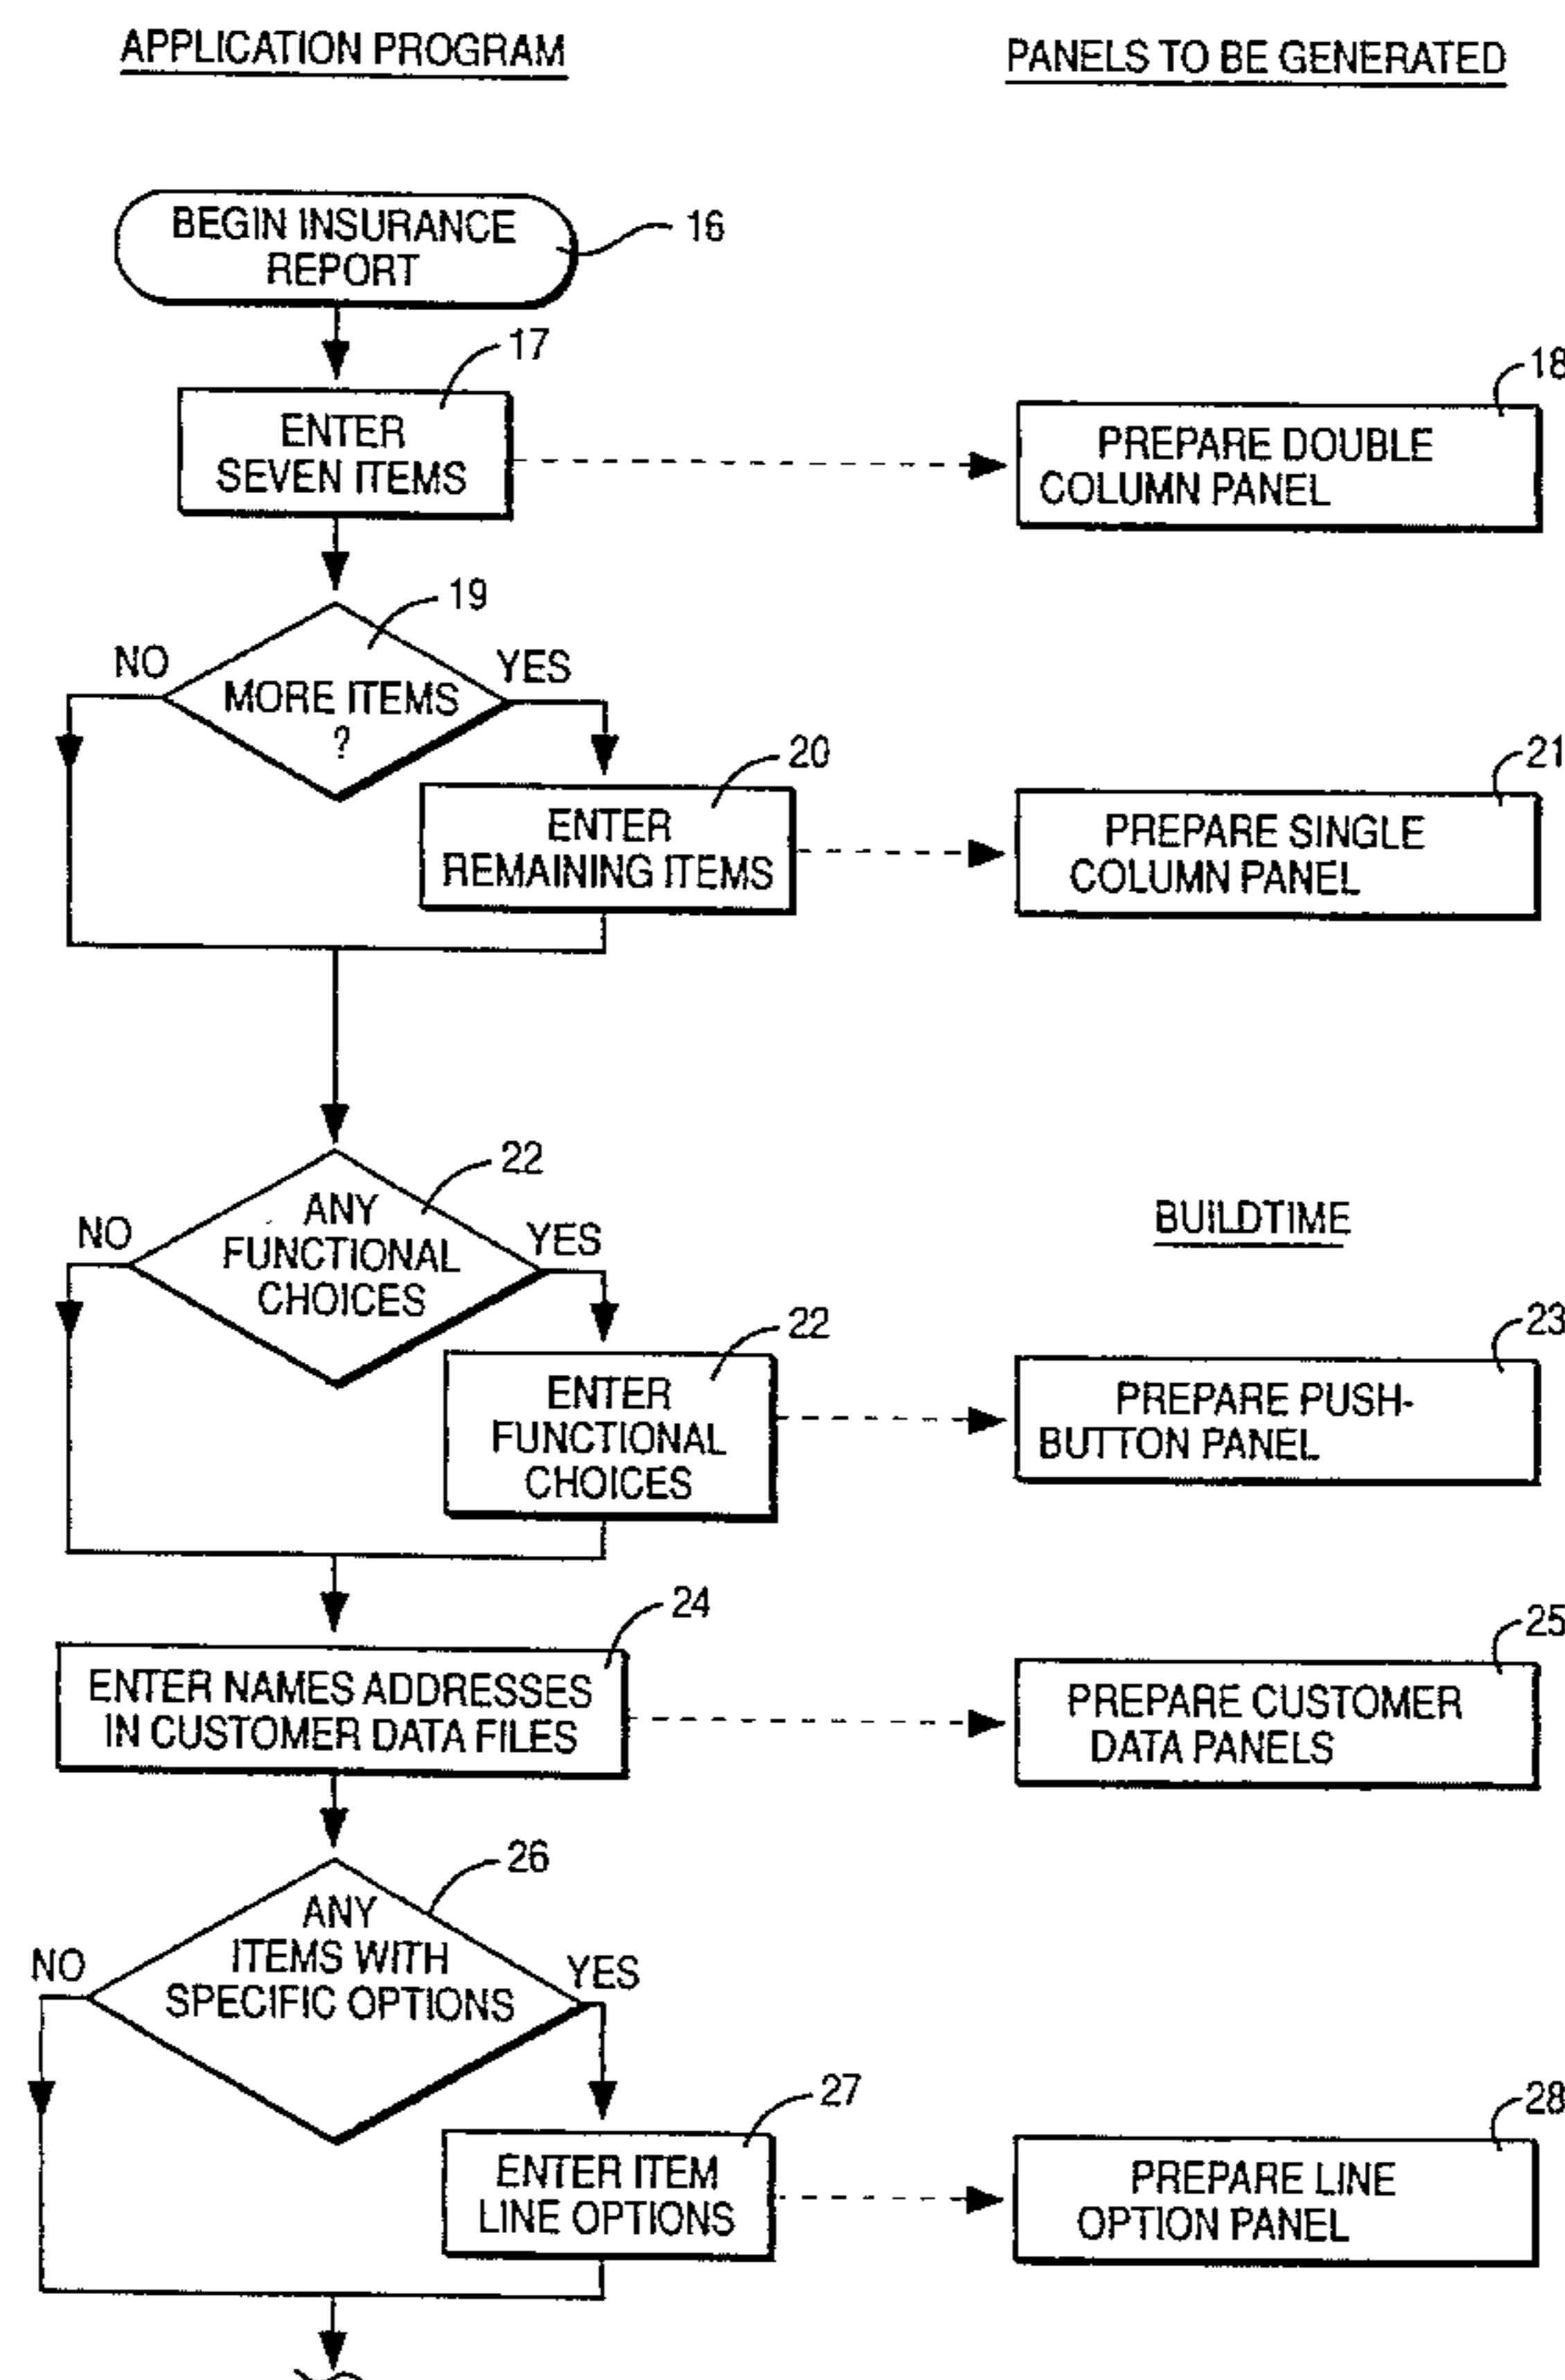 APPLICATION PROGRAM
PANELS TO BE GENERATED
BEGIN INSURANCE
REPORT
16
17
ENTER
SEVEN ITEMS
18
PREPARE DOUBLE
COLUMN PANEL
19
NO
YES
MORE ITEMS
?
20
ENTER
REMAINING ITEMS
21
PREPARE SINGLE
COLUMN PANEL
22
NO
YES
ANY
FUNCTIONAL
CHOICES
BUILDTIME
22
ENTER
FUNCTIONAL
CHOICES
23
PREPARE PUSH-
BUTTON PANEL
24
ENTER NAMES ADDRESSES
IN CUSTOMER DATA FILES
25
PREPARE CUSTOMER
DATA PANELS
26
NO
YES
ANY
ITEMS WITH
SPECIFIC OPTIONS
27
ENTER ITEM
LINE OPTIONS
28
PREPARE LINE
OPTION PANEL